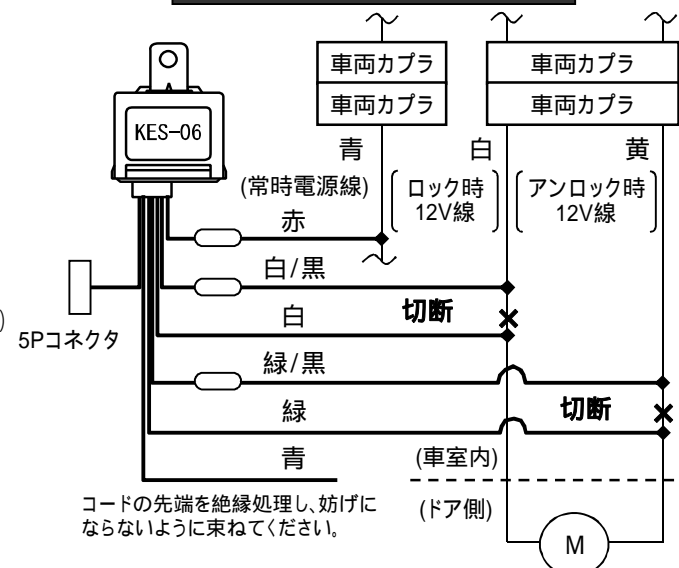 車両カプラ
車両カプラ
車両カプラ
車両カプラ
KES-06
青
白
黄
(常時電源線)
ロック時
12V線
アンロック時
12V線
赤
白/黒
白
切断
)
5Pコネクタ
緑/黒
緑
切断
青
(車室内)
コードの先端を絶縁処理し、妨げに
ならないように束ねてください。
(ドア側)
M